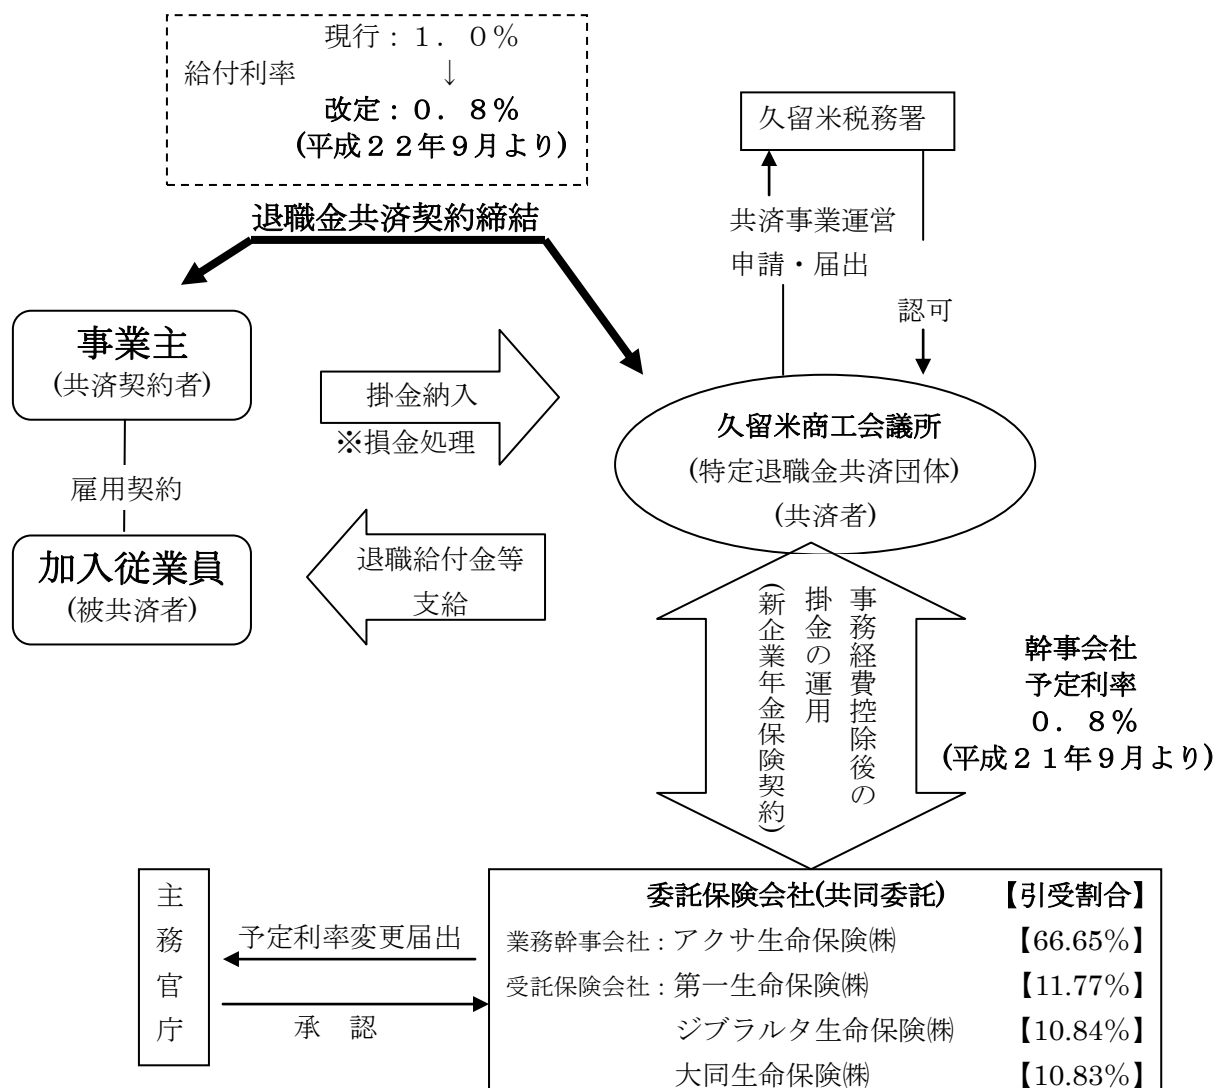 現行：１．０％
給付利率
↓
改定：０．８％
(平成２２年９月より)
久留米税務署
退職金共済契約締結
共済事業運営
申請・届出
認可
事業主
(共済契約者)
掛金納入
※損金処理
久留米商工会議所
(特定退職金共済団体)
(共済者)
雇用契約
加入従業員
(被共済者)
退職給付金等
支給
事務経費控除後の
掛金の運用
(新企業年金保険契約)
幹事会社
予定利率
０．８％
(平成２１年９月より)
主務官庁
予定利率変更届出
承　認
委託保険会社(共同委託)　【引受割合】
業務幹事会社：アクサ生命保険㈱　【66.65％】
受託保険会社：第一生命保険㈱　【11.77％】
ジブラルタ生命保険㈱　【10.84％】
大同生命保険㈱　【10.83％】